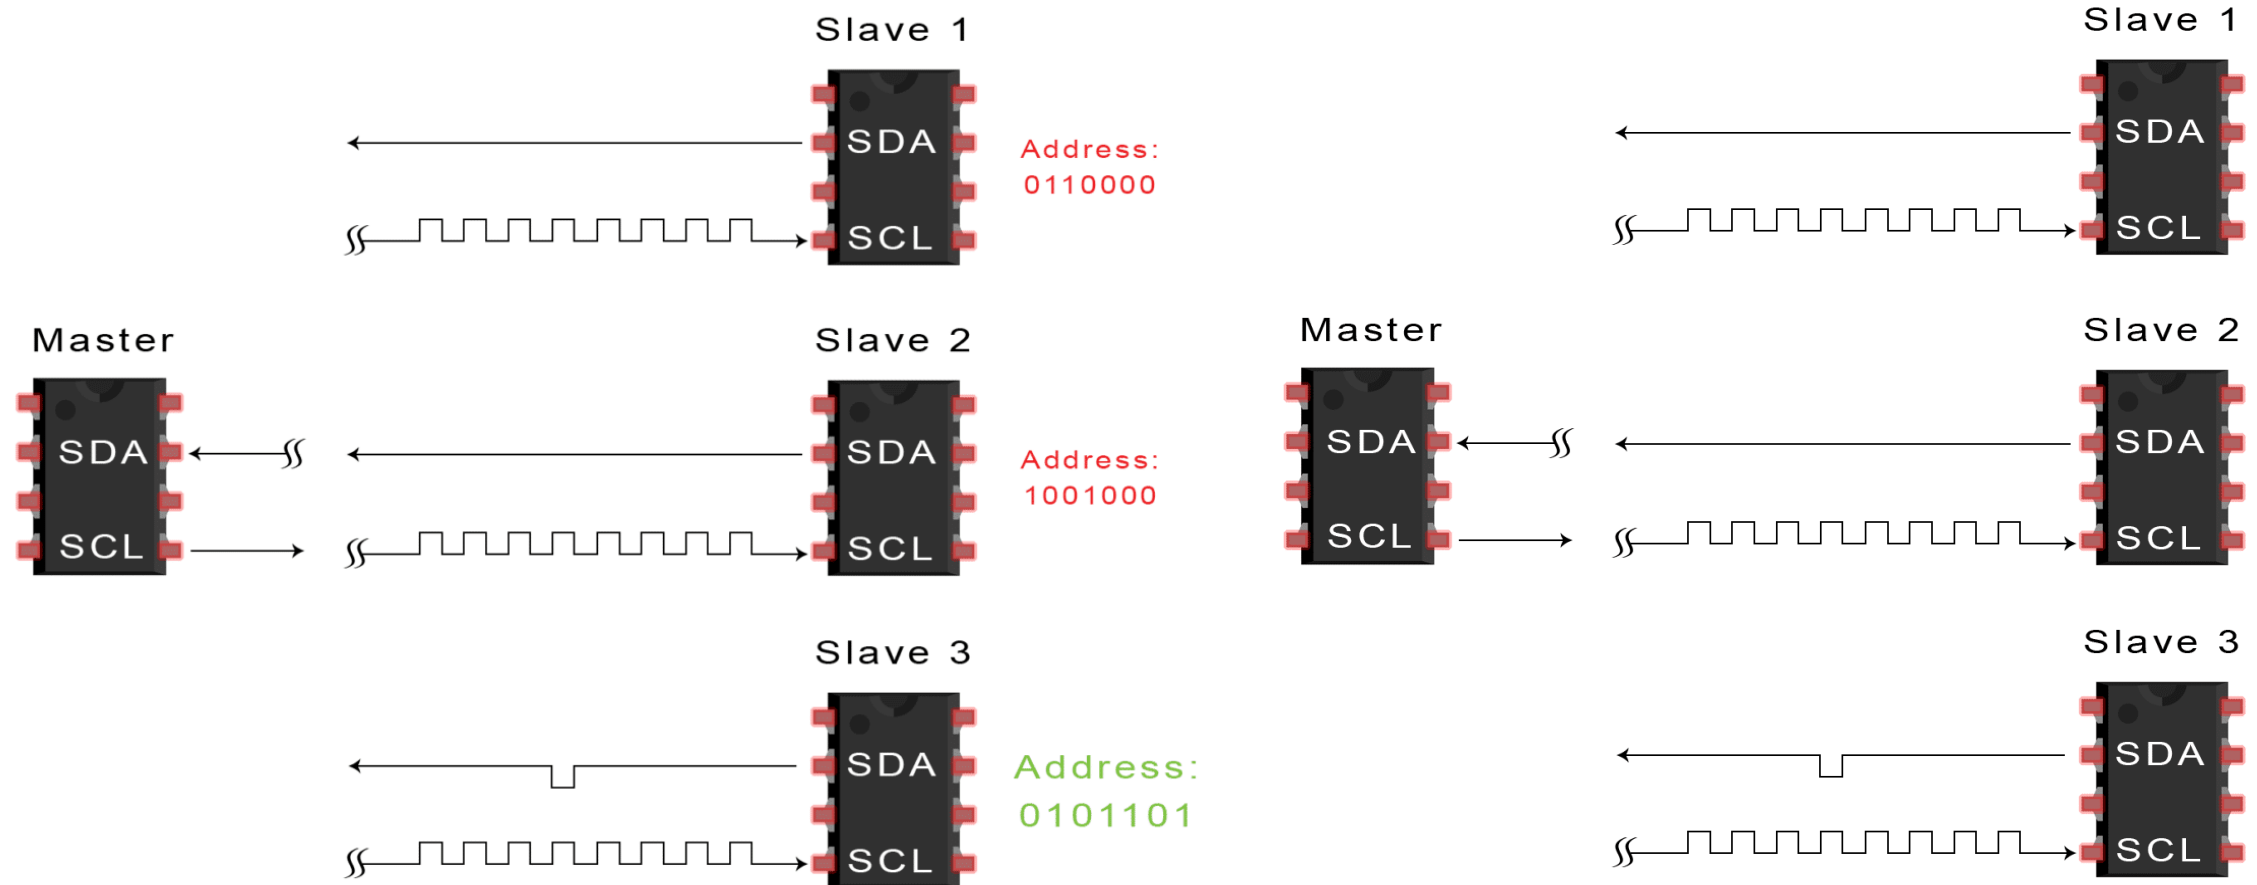 Slave 1
SDA
Address:
0110000
SCL
Master
SDA
SCL
Slave 2
SDA
Address:
1001000
SCL
Slave 3
SDA
Address:
0101101
SCL
Slave 1
SDA
SCL
Master
SDA
SCL
Slave 2
SDA
SCL
Slave 3
SDA
SCL